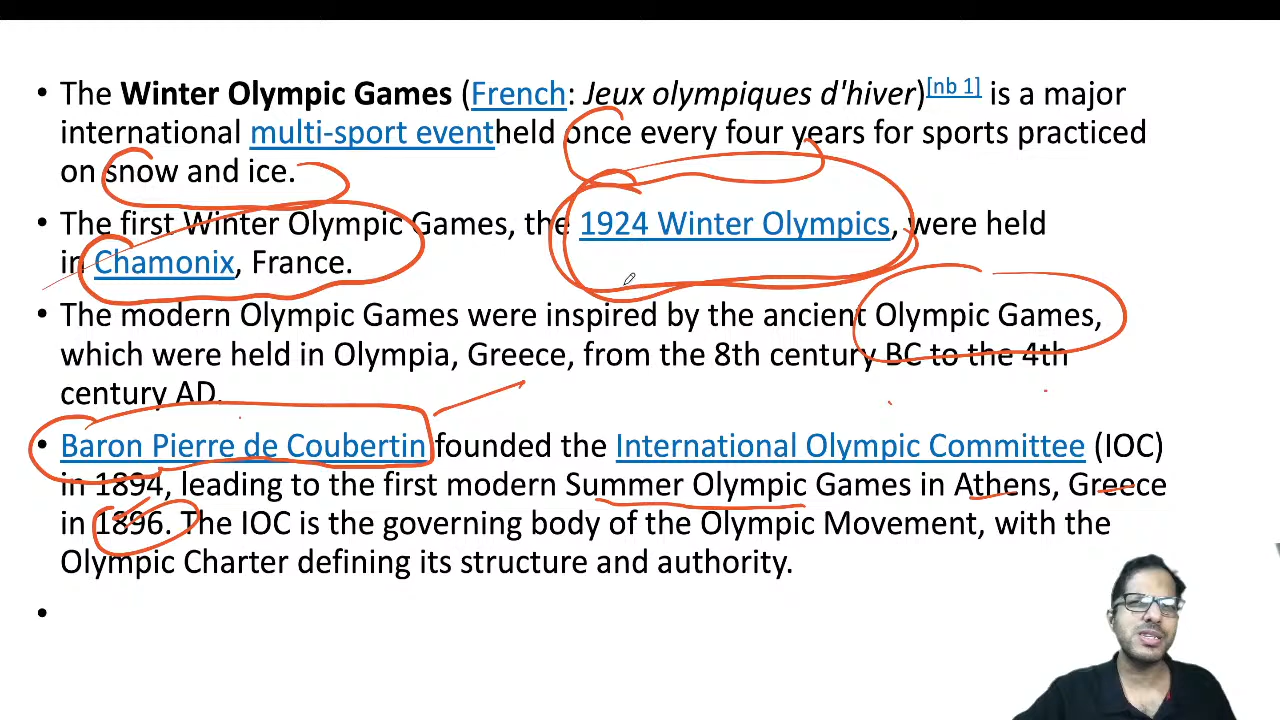 • The Winter Olympic Games (French: Jeux olympiques d'hiver)[nb 1] is a major
international multi-sport eventheld once every four years for sports practiced
on snow and ice.
• The first Winter Olympic Games, the 1924 Winter Olympics, were held
in Chamonix, France.
• The modern Olympic Games were inspired by the ancient Olympic Games,
which were held in Olympia, Greece, from the 8th century BC to the 4th
century AD.
• Baron Pierre de Coubertin founded the International Olympic Committee (IOC)
in 1894, leading to the first modern Summer Olympic Games in Athens, Greece
in 1896. The IOC is the governing body of the Olympic Movement, with the
Olympic Charter defining its structure and authority.
•